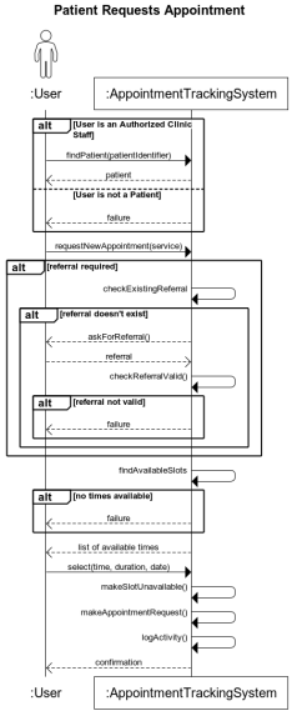 Patient Requests Appointment
:User
:AppointmentTrackingSystem
alt
[User is an Authorized Clinic
Staff]
findPatient(patientIdentifier)
patient
[User is not a Patient]
failure
requestNewAppointment(service)
alt
[referral required]
checkExistingReferral
alt
[referral doesn't exist]
askForReferral()
referral
checkReferralValid()
alt
[referral not valid]
failure
findAvailableSlots
alt
[no times available]
failure
list of available times
select(time, duration, date)
makeSlotUnavailable()
makeAppointmentRequest()
logActivity()
confirmation
:User
:AppointmentTrackingSystem